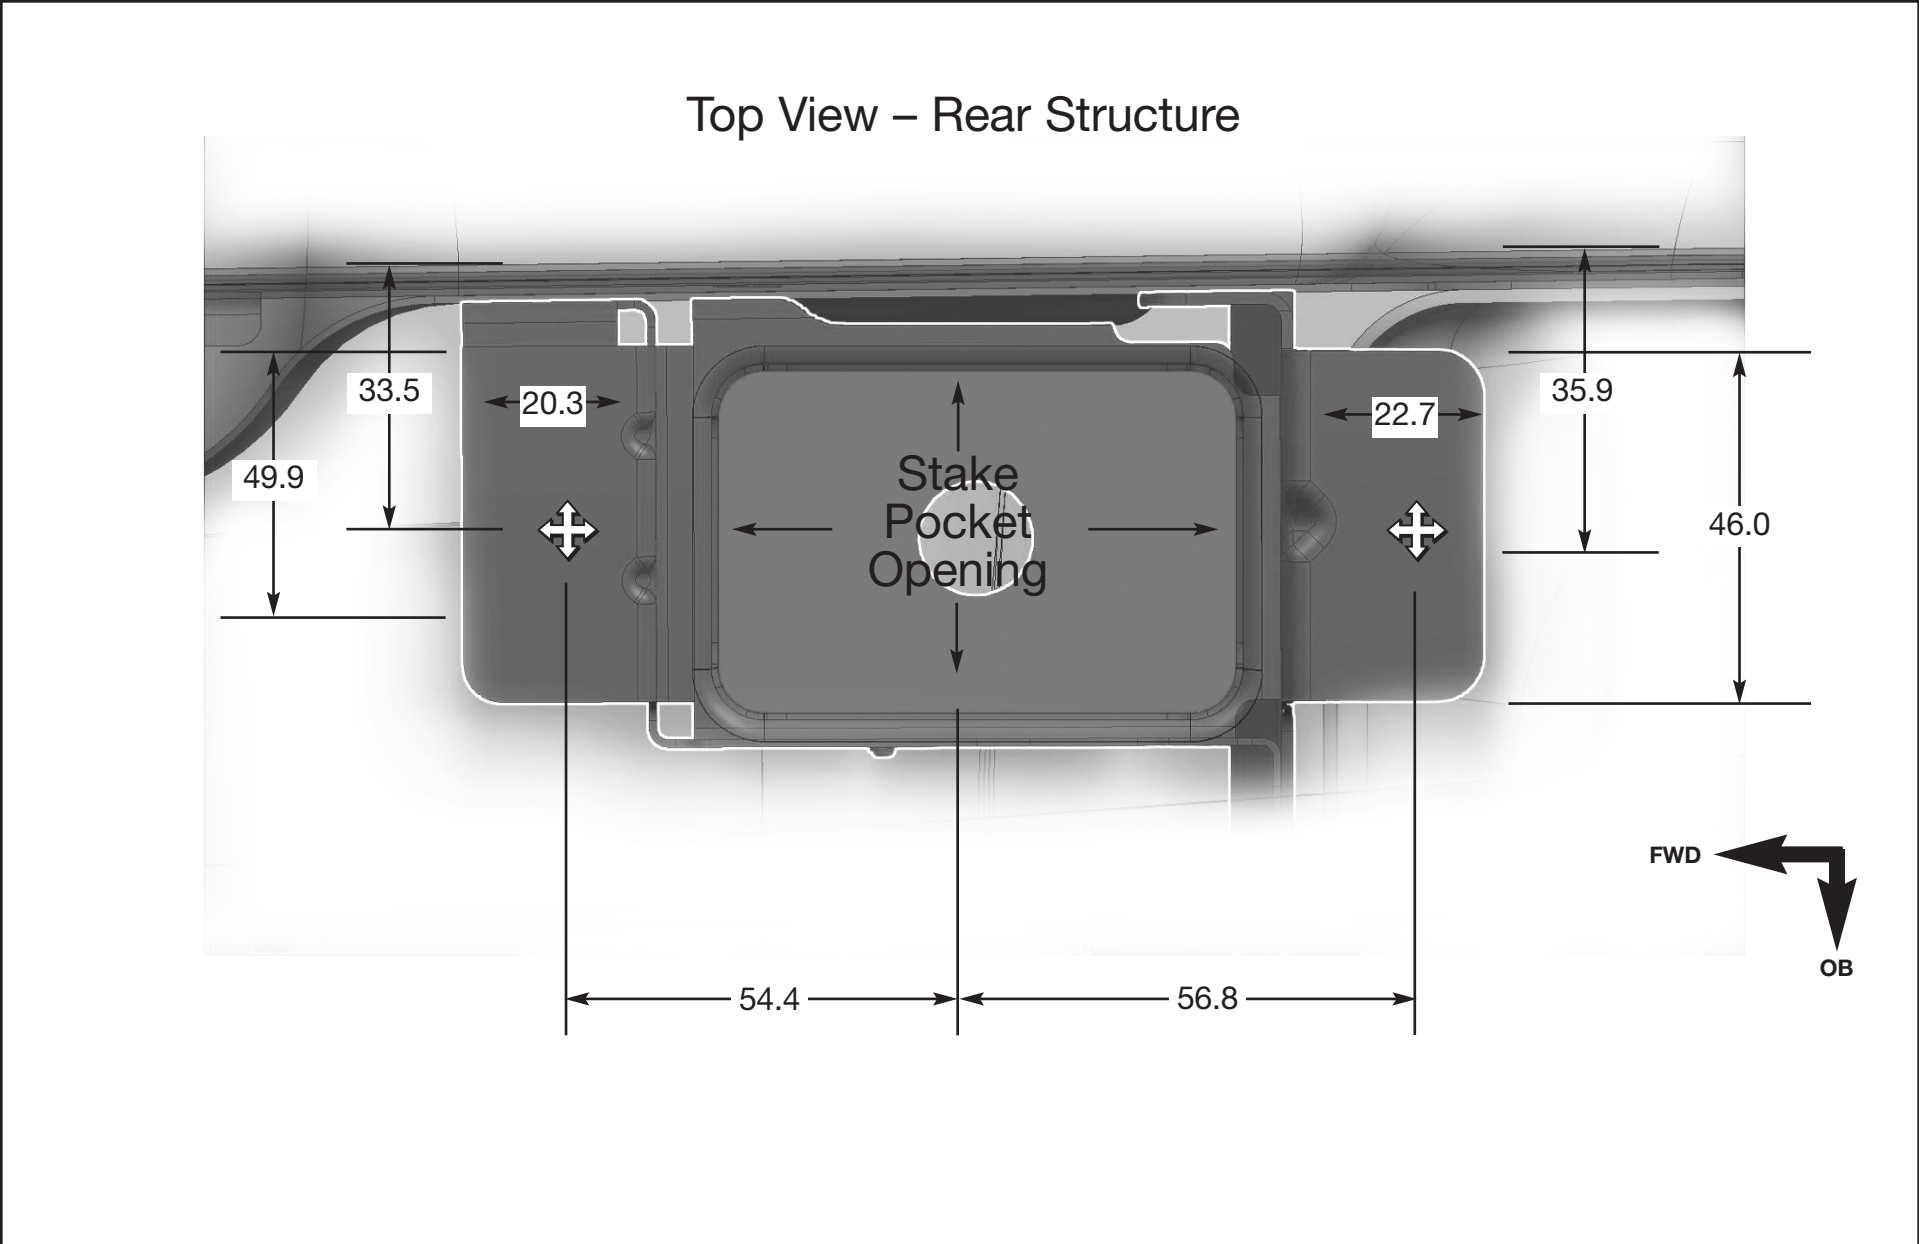 Top View – Rear Structure
33.5
20.3
49.9
35.9
22.7
46.0
Stake
Pocket
Opening
FWD
OB
54.4
56.8